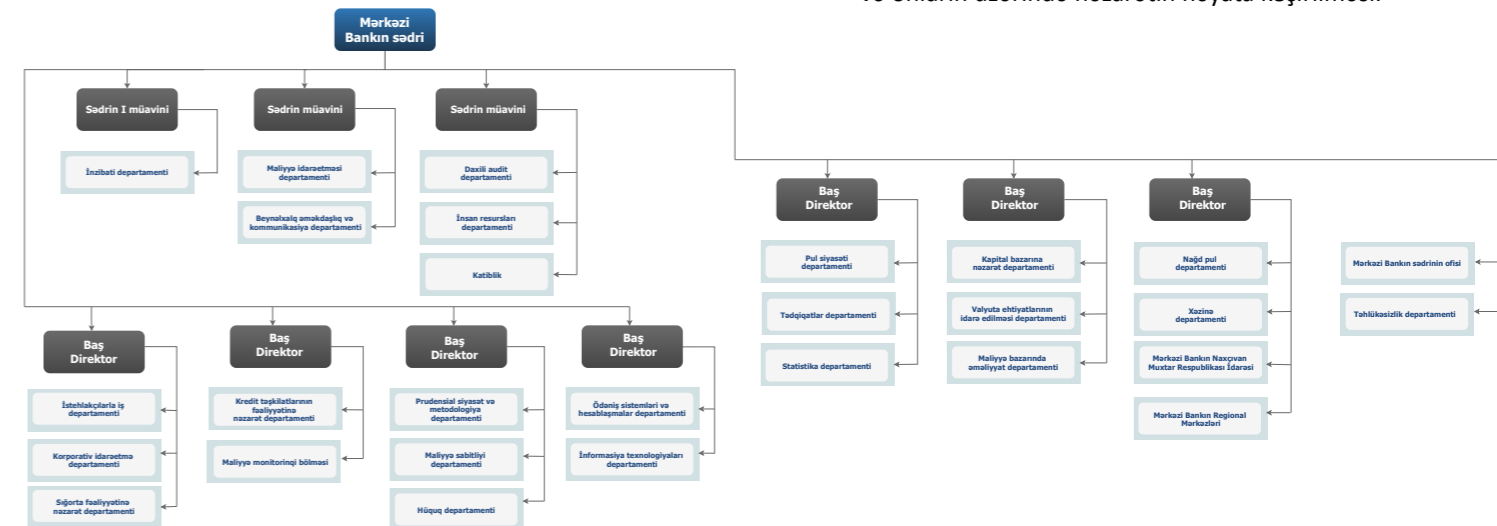 Mərkəzi
Bankın sədri
Sədrin I müavini
Sədrin müavini
Sədrin müavini
İnzibati departamenti
Maliyyə idarəetməsi
departamenti
Beynəlxalq əməkdaşlıq və
kommunikasiya departamenti
Daxili audit
departamenti
İnsan resursları
departamenti
Katiblik
Baş
Direktor
Baş
Direktor
Baş
Direktor
Pul siyasəti
departamenti
Tədqiqatlar departamenti
Statistika departamenti
Kapital bazarına
nəzarət departamenti
Valyuta ehtiyatlarının
idarə edilməsi departamenti
Maliyyə bazarında
əməliyyat departamenti
Nağd pul
departamenti
Xəzinə
departamenti
Mərkəzi Bankın Naxçıvan
Muxtar Respublikası İdarəsi
Mərkəzi Bankın Regional
Mərkəzləri
Mərkəzi Bankın sədrinin ofisi
Təhlükəsizlik departamenti
Baş
Direktor
Baş
Direktor
Baş
Direktor
Baş
Direktor
İstehlakçılarla iş
departamenti
Korporativ idarəetmə
departamenti
Sığorta fəaliyyətinə
nəzarət departamenti
Kredit təşkilatlarının
fəaliyyətinə
nəzarət departamenti
Maliyyə monitorinqi bölməsi
Prudensial siyasət və
metodologiya
departamenti
Maliyyə sabitliyi
departamenti
Hüquq departamenti
Ödəniş sistemləri və
hesablaşmalar departamenti
İnformasiya texnologiyaları
departamenti